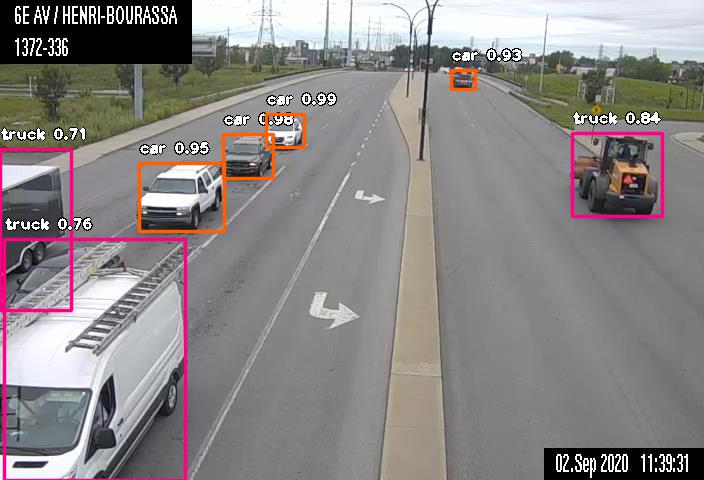 6E AV / HENRI-BOURASSA
1372-336
car 0.93
car 0.99
car 0.98
truck 0.84
truck 0.71
car 0.95
truck 0.76
02.Sep 2020 11:39:31